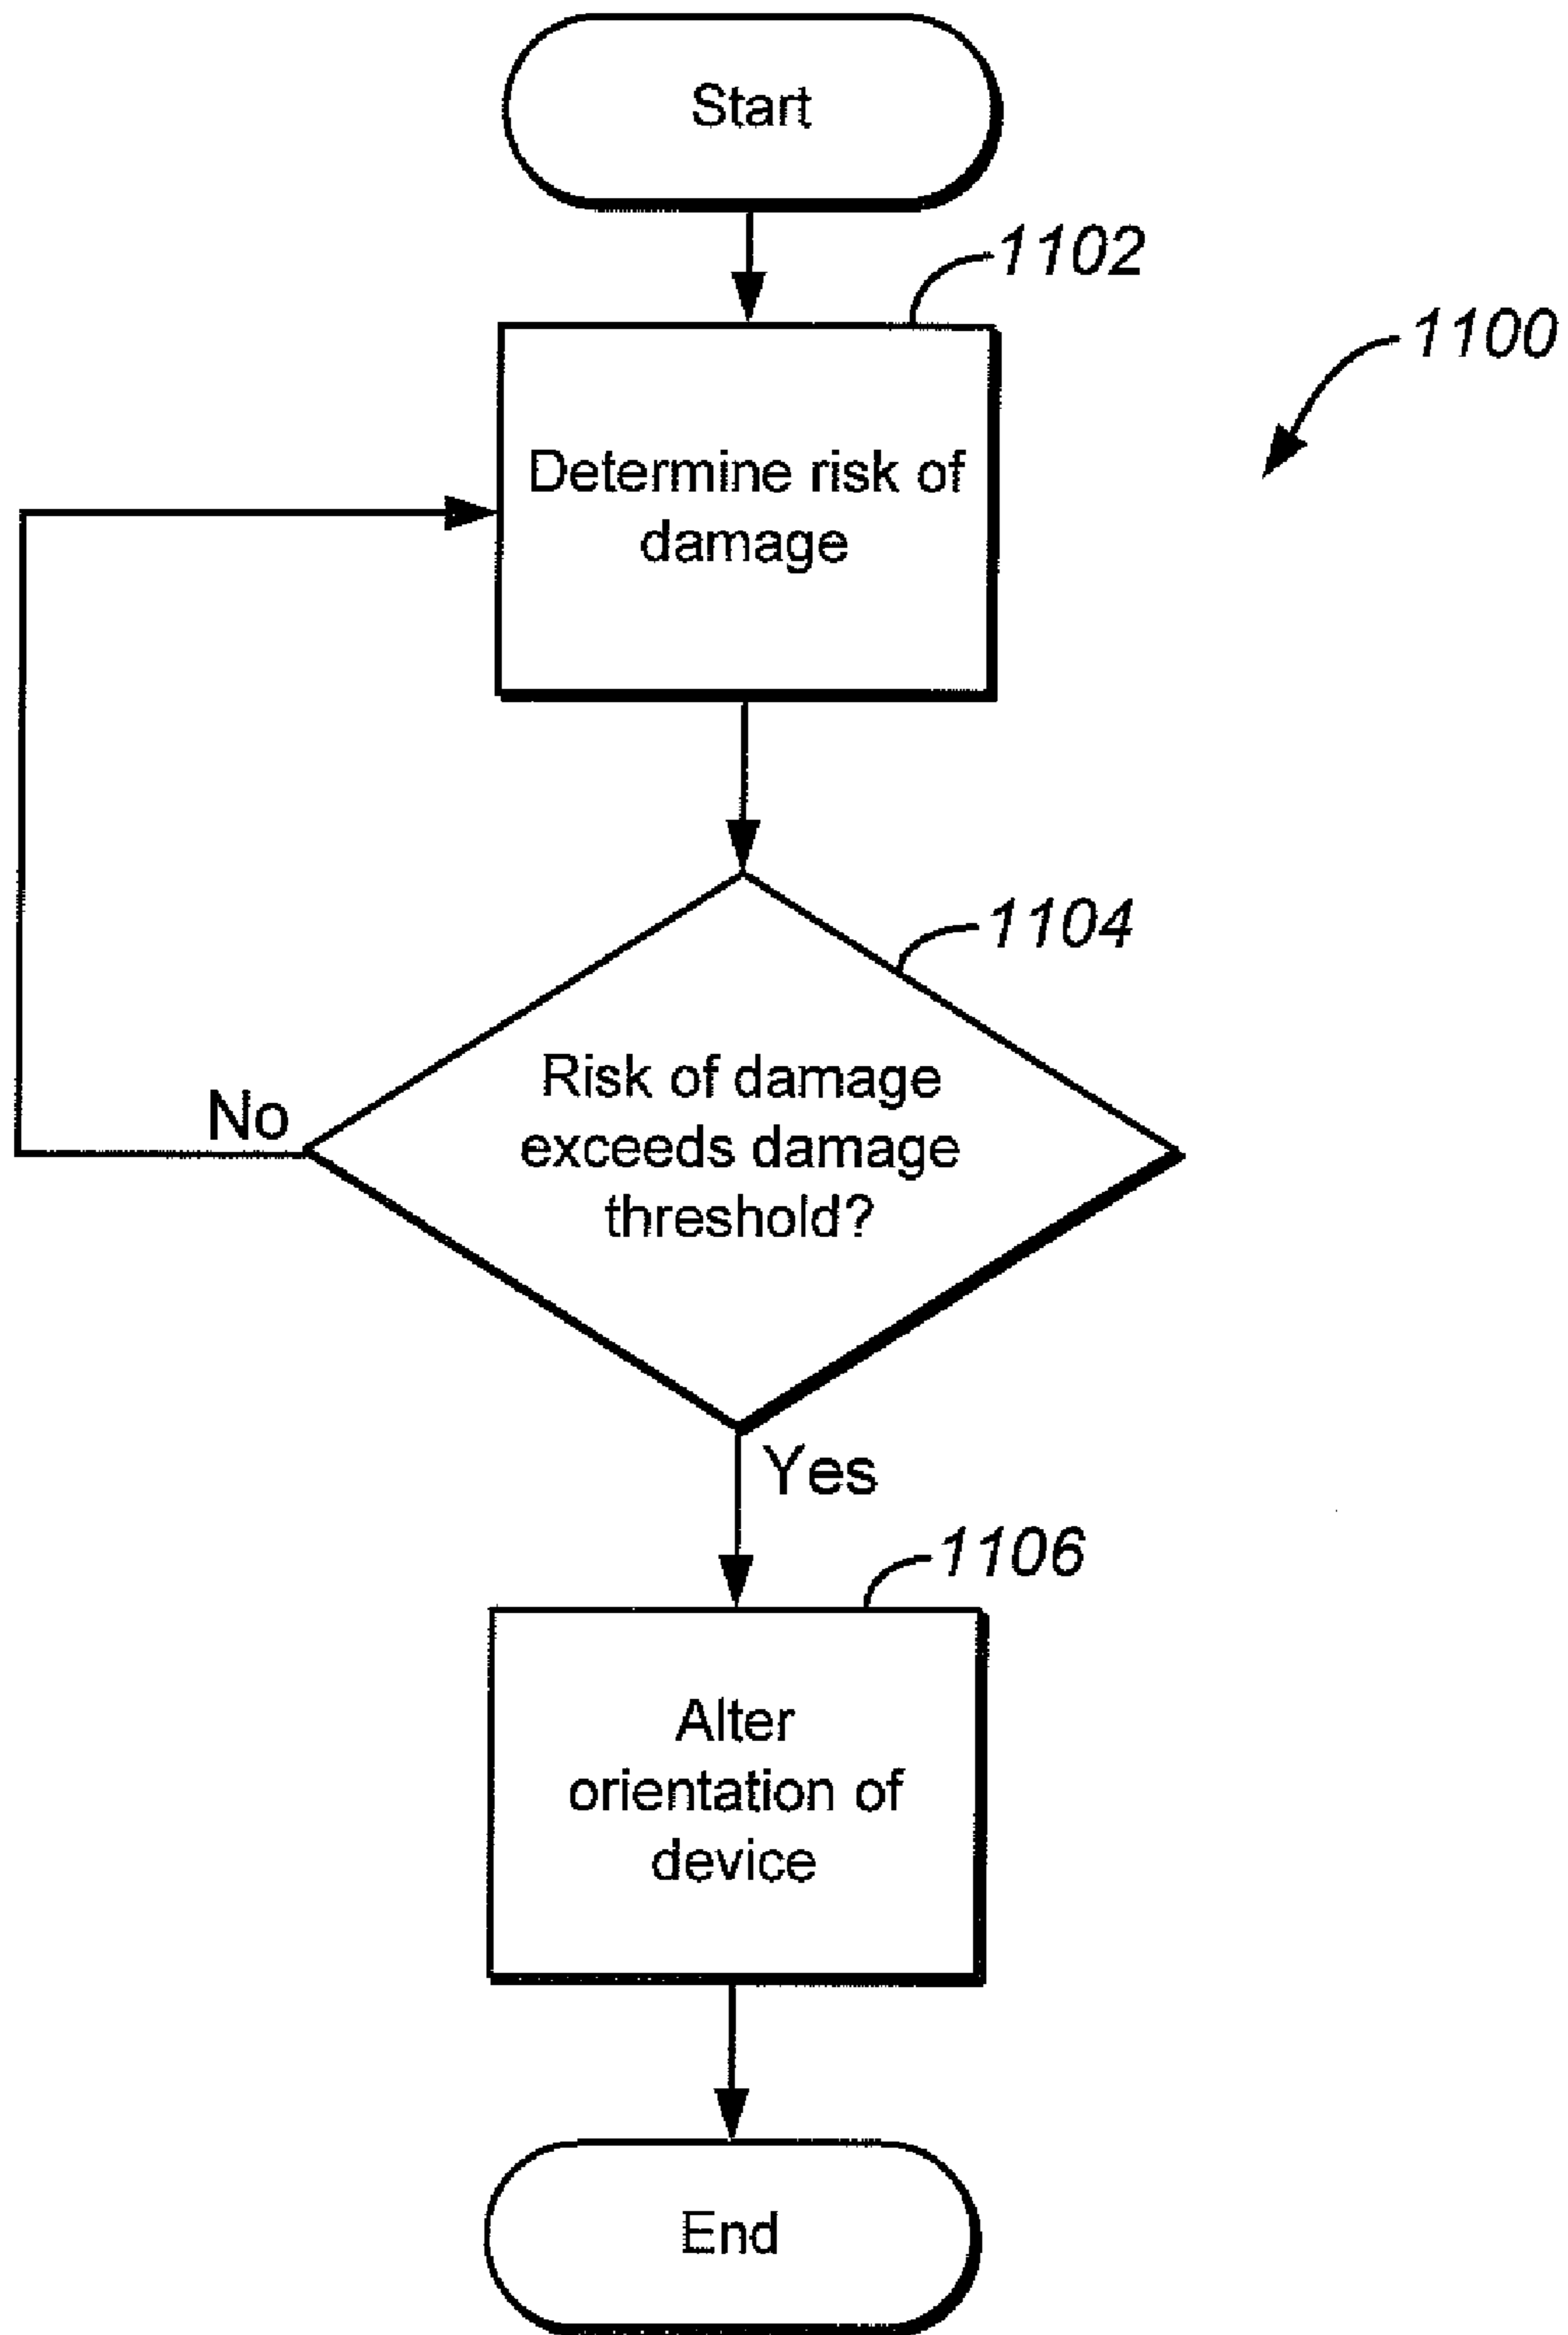 Start
1102
1100
Determine risk of
damage
1104
Risk of damage
exceeds damage
threshold?
No
Yes
1106
Alter
orientation of
device
End